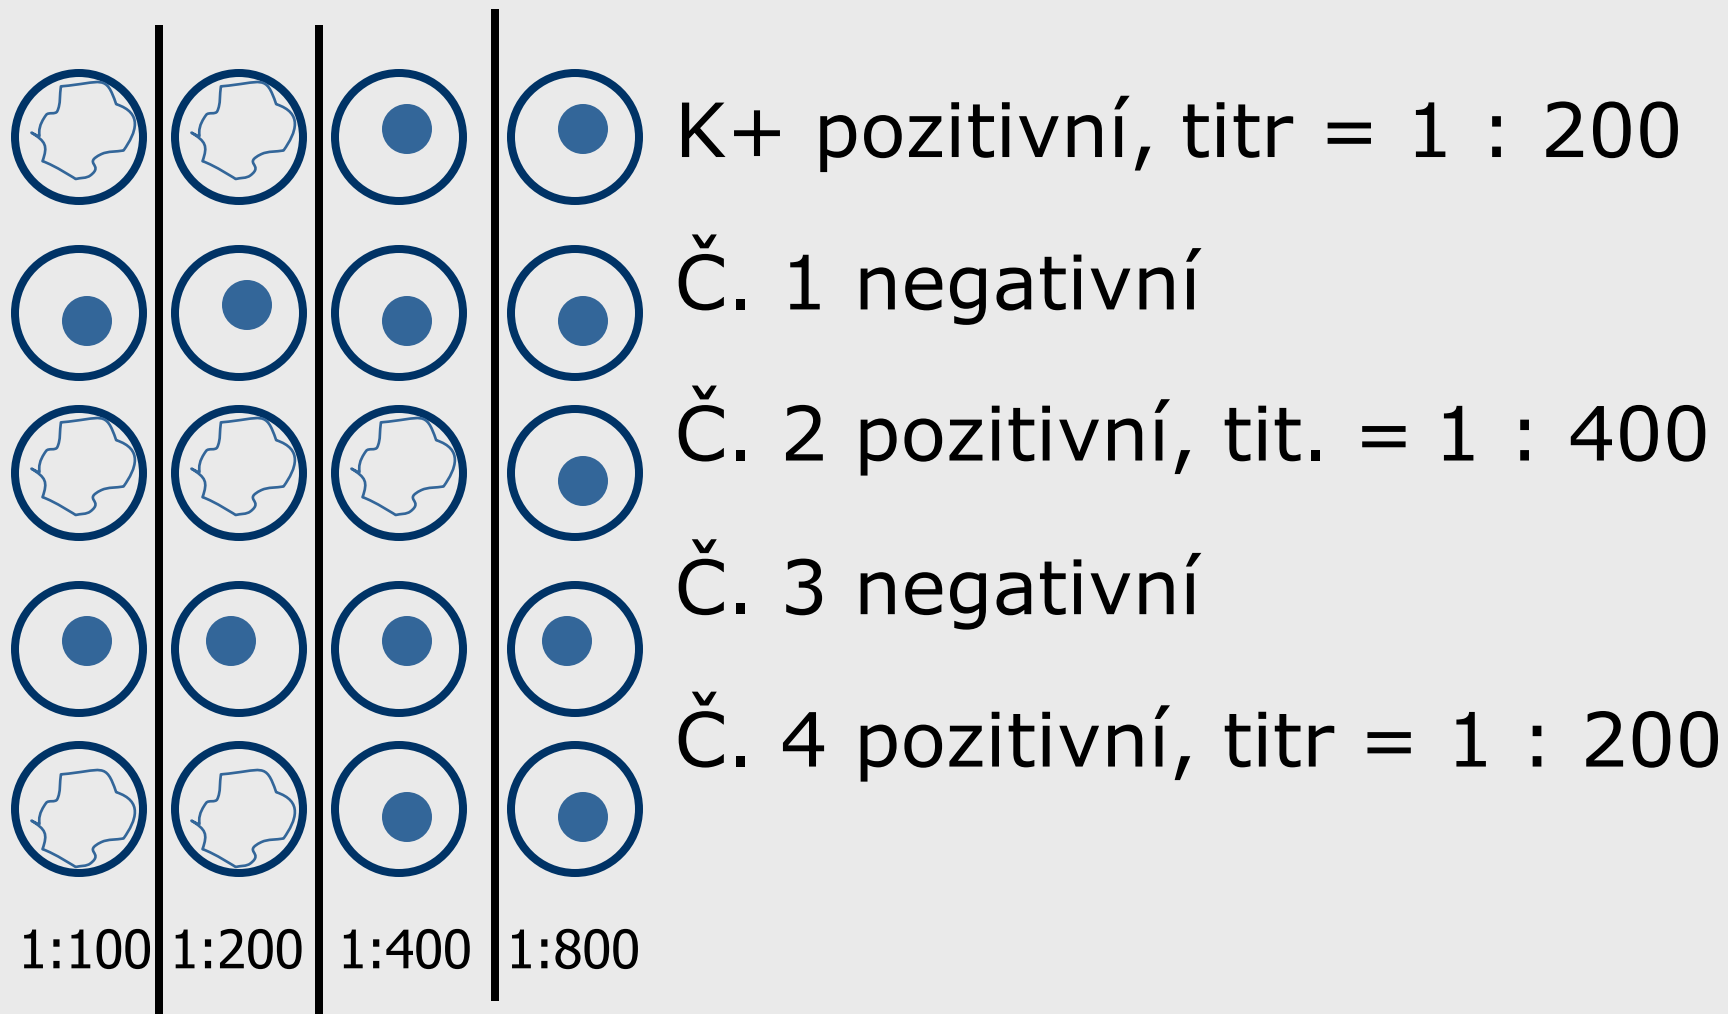 K+ pozitivní, titr = 1 : 200
Č. 1 negativní
Č. 2 pozitivní, tit. = 1 : 400
Č. 3 negativní
Č. 4 pozitivní, titr = 1 : 200
1:100 1:200 1:400 1:800